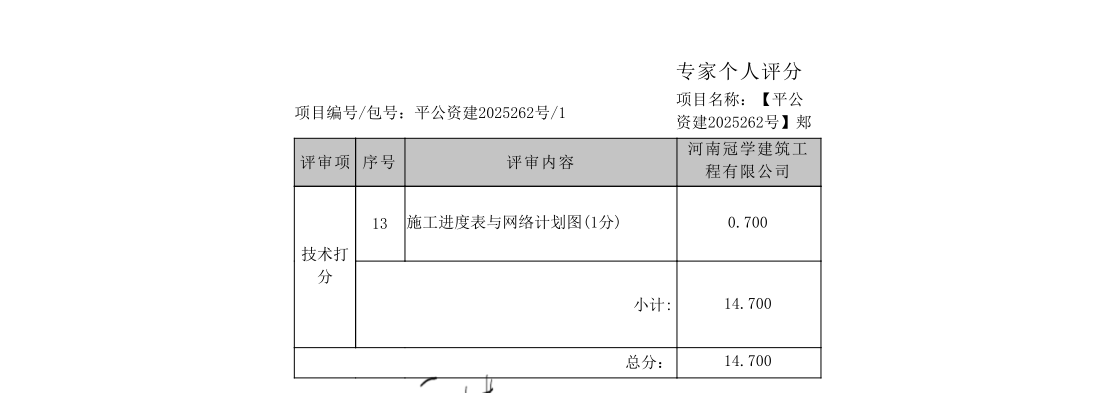 专家个人评分
项目编号/包号：平公资建2025262号/1
项目名称：【平公
资建2025262号】郏
评审项 序号 评审内容 河南冠学建筑工
程有限公司
技术打
分
13 施工进度表与网络计划图(1分) 0.700
小计: 14.700
总分： 14.700